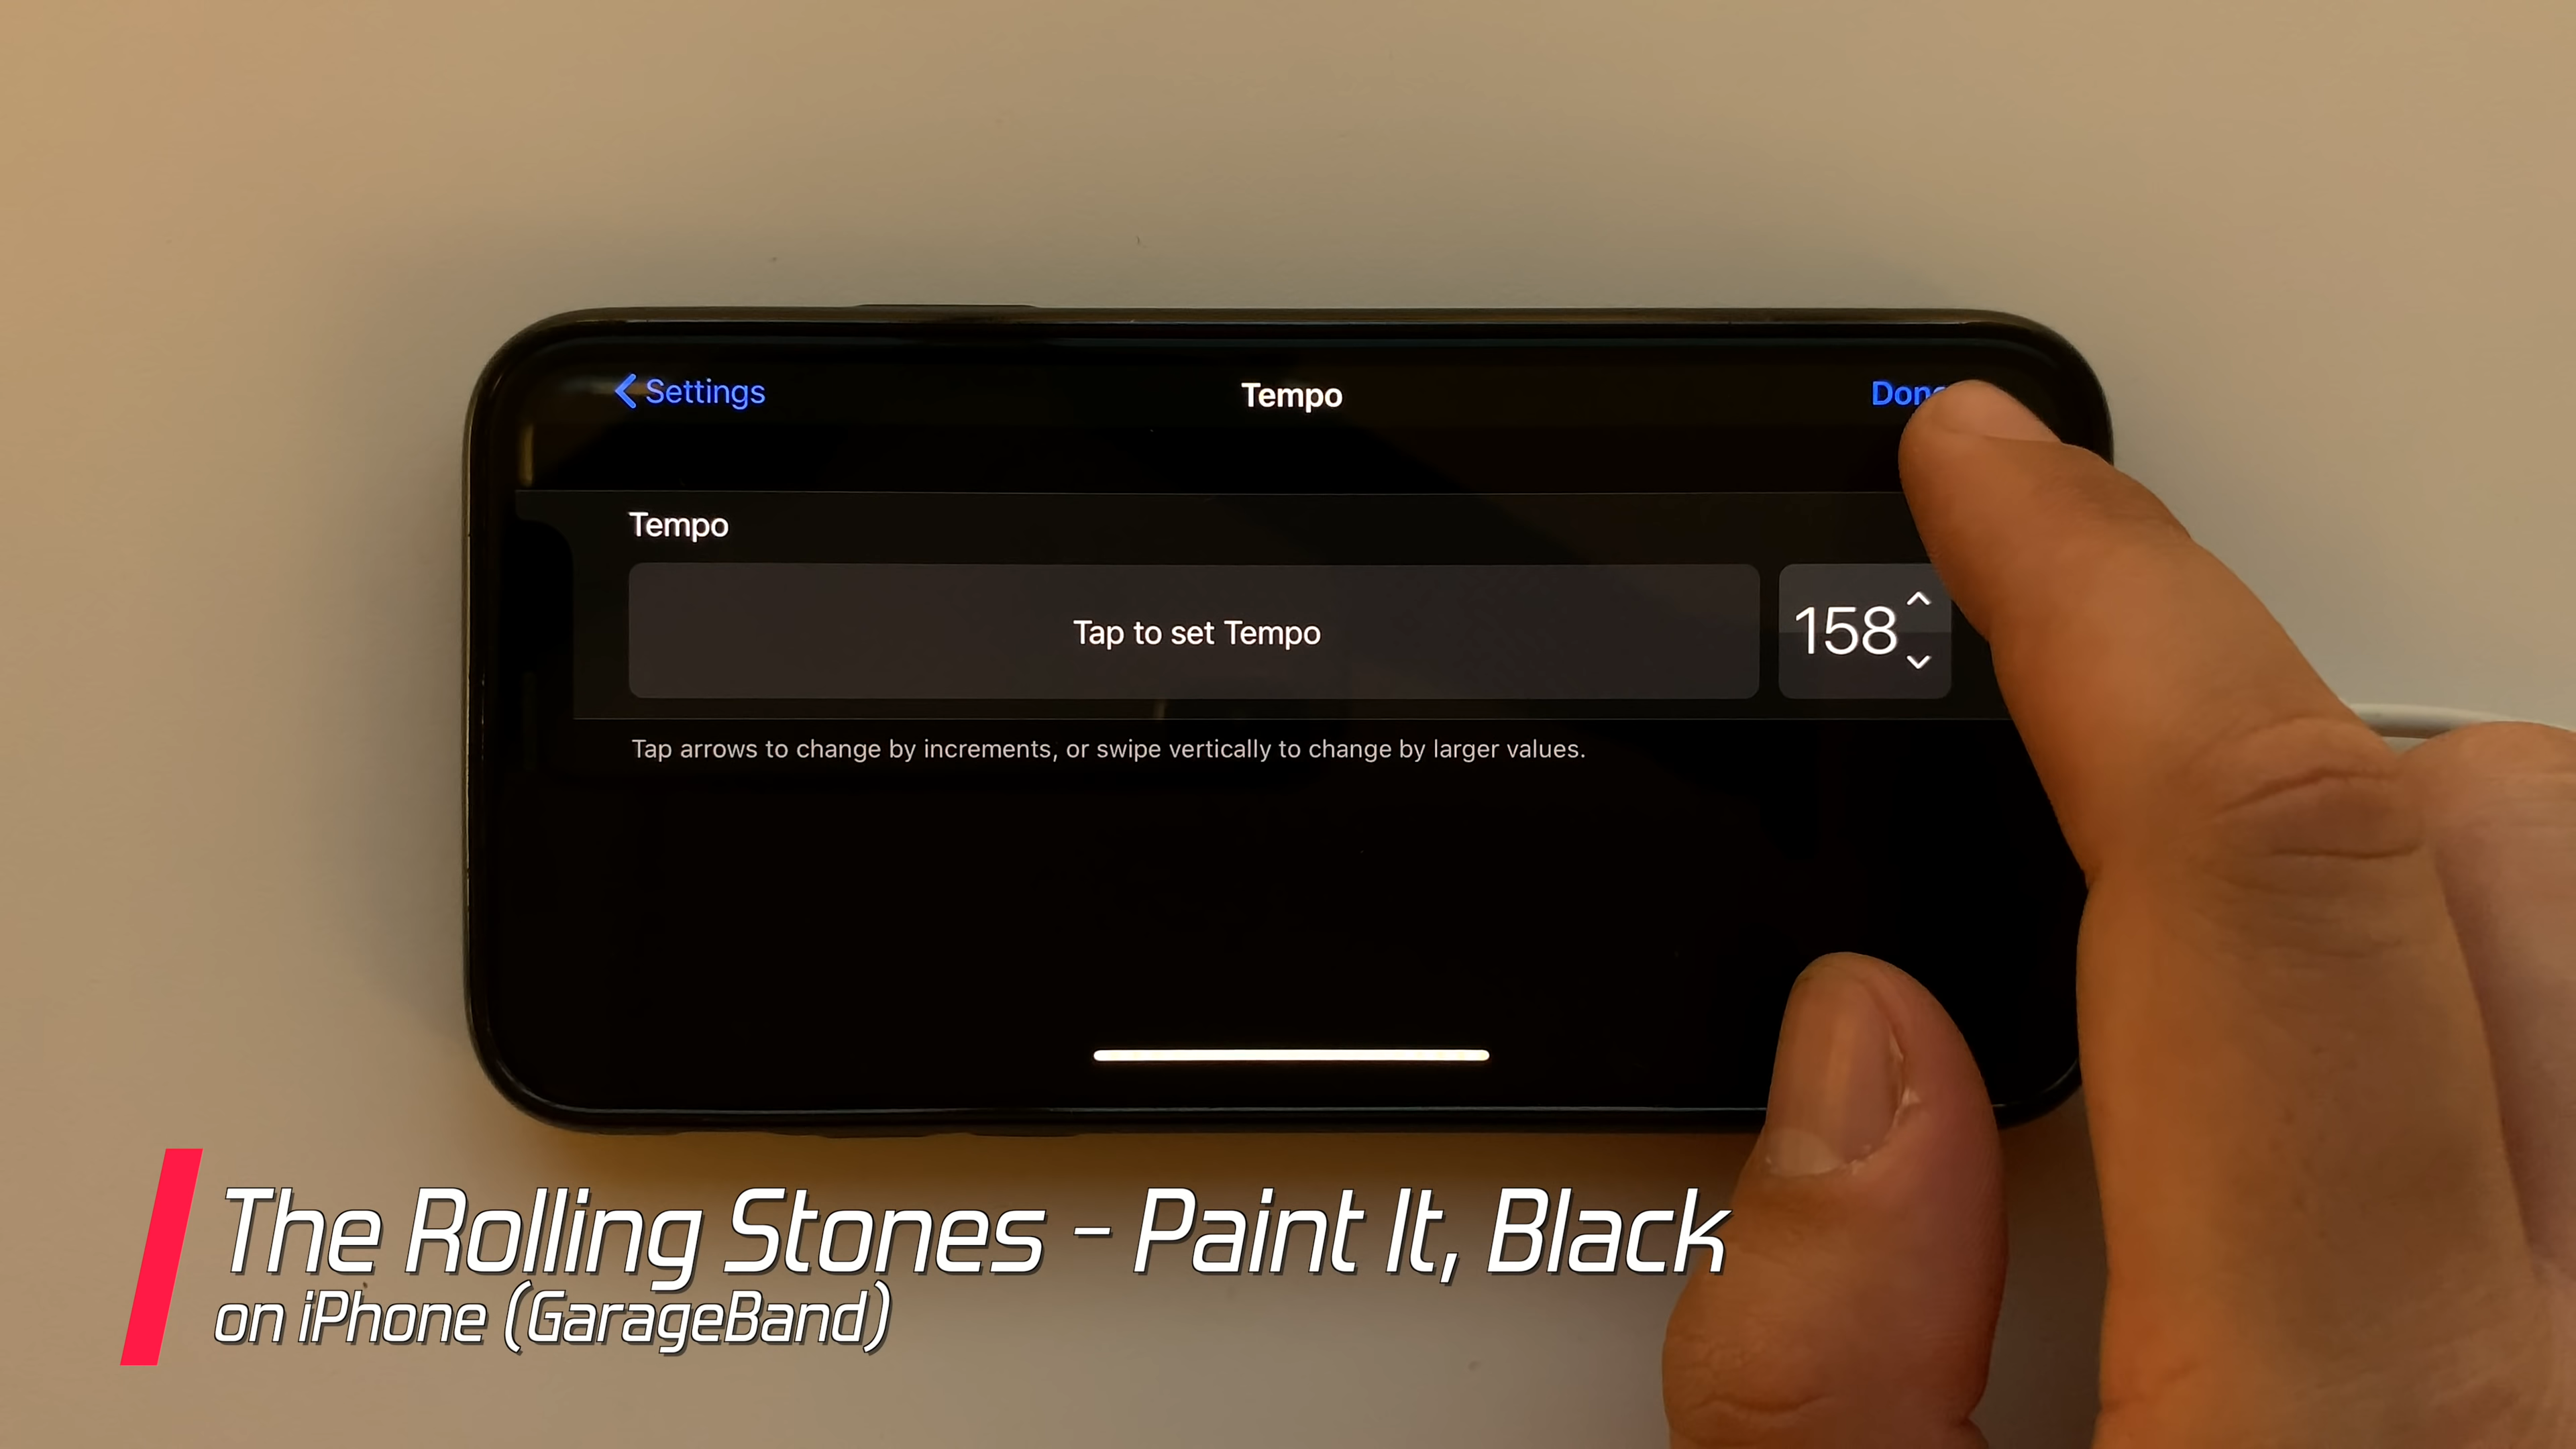 Settings
Tempo
Done
Tempo
Tap to set Tempo
158
Tap arrows to change by increments, or swipe vertically to change by larger values.
The Rolling Stones - Paint It, Black
on iPhone (GarageBand)